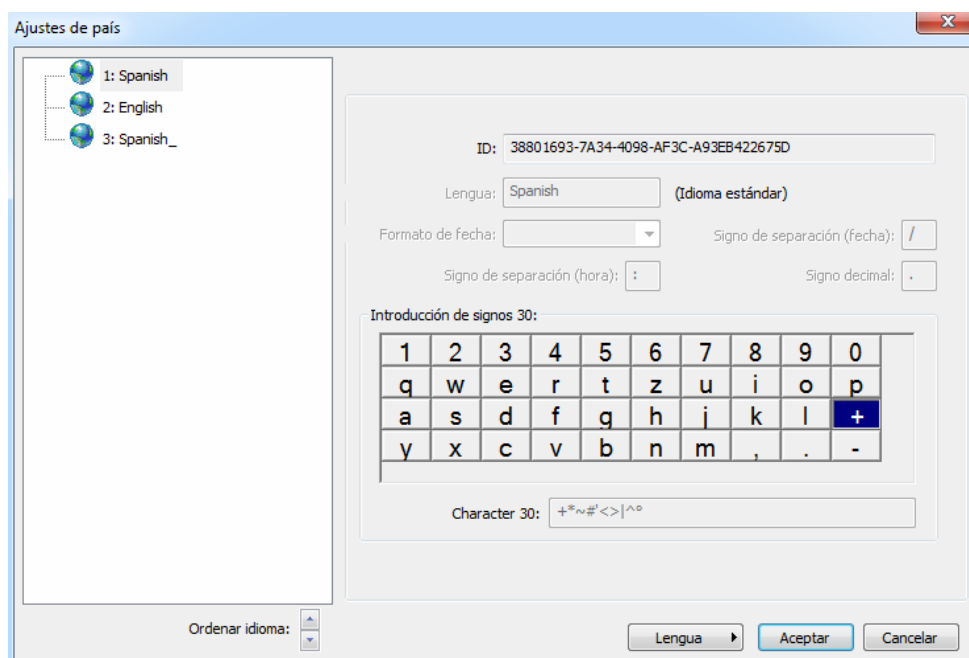 Ajustes de país
x
1: Spanish
2: English
3: Spanish_
ID: 38801693-7A34-4098-AF3C-A93EB422675D
Lengua: Spanish (Idioma estándar)
Formato de fecha: Signo de separación (fecha): /
Signo de separación (hora): : Signo decimal: .
Introducción de signos 30:
1 2 3 4 5 6 7 8 9 0
q w e r t z u i o p
a s d f g h j k l +
y x c v b n m , . -
Character 30: +*~#'<>|^°
Ordenar idioma:
Lengua Aceptar Cancelar